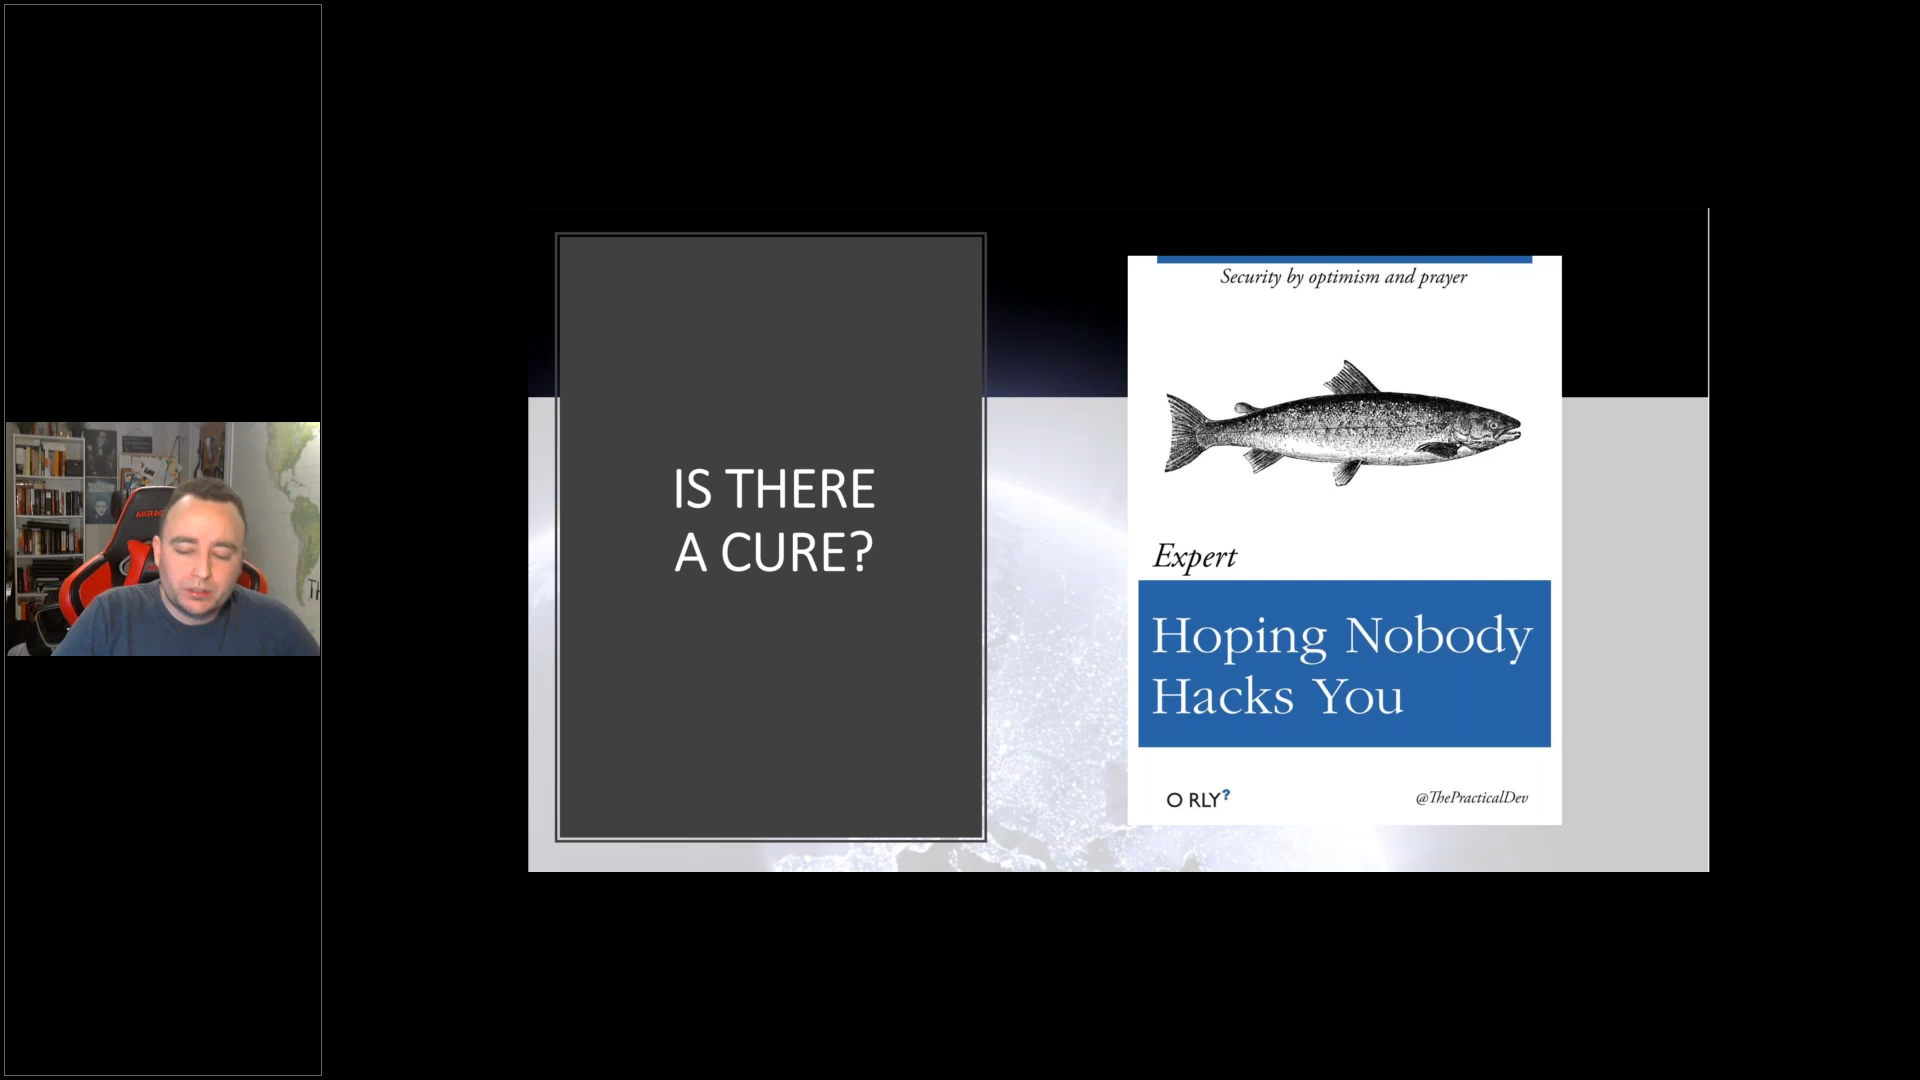 IS THERE
A CURE?
Security by optimism and prayer
Expert
Hoping Nobody
Hacks You
O RLY?
@ThePracticalDev